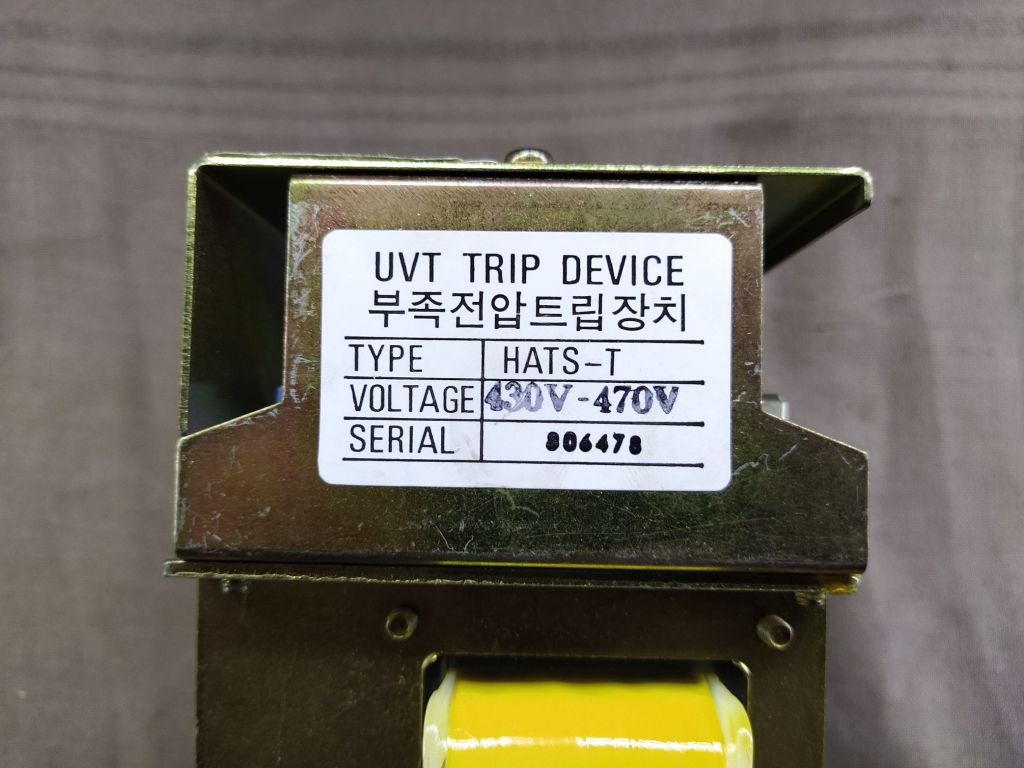 UVT TRIP DEVICE
부족전압트립장치
TYPE HATS-T
VOLTAGE 430V-470V
SERIAL 806478